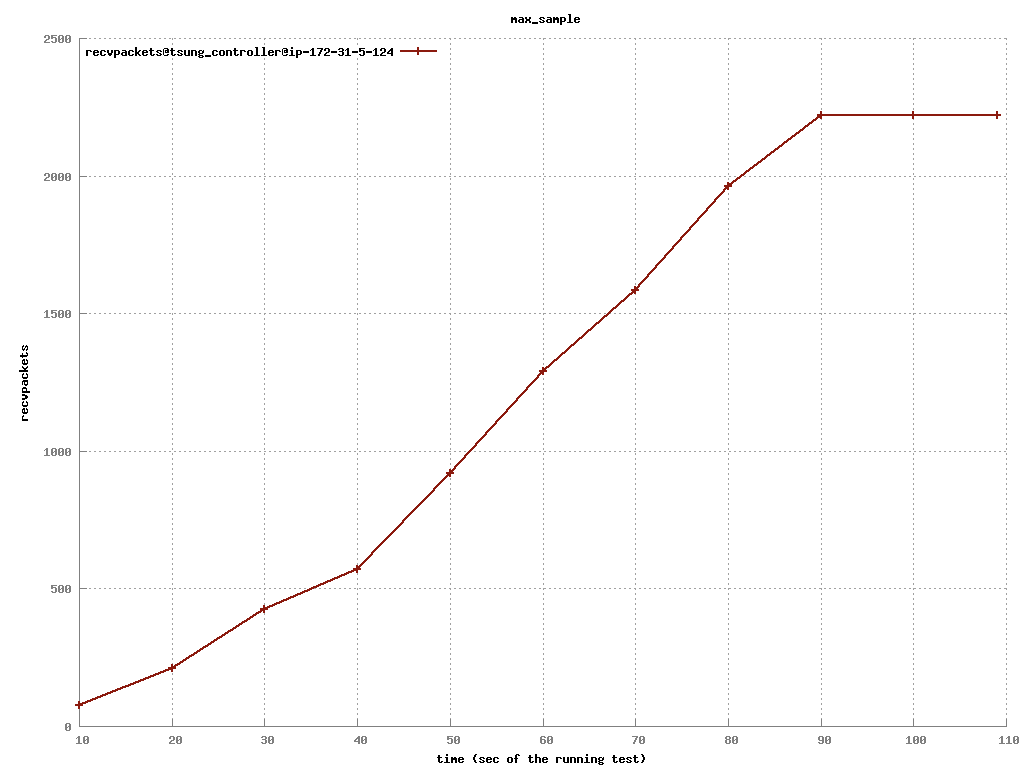 max_sample
2500
recvpackets@tsung_controller@ip-172-31-5-124
2000
1500
recvpackets
1000
500
0
10 20 30 40 50 60 70 80 90 100 110
time (sec of the running test)